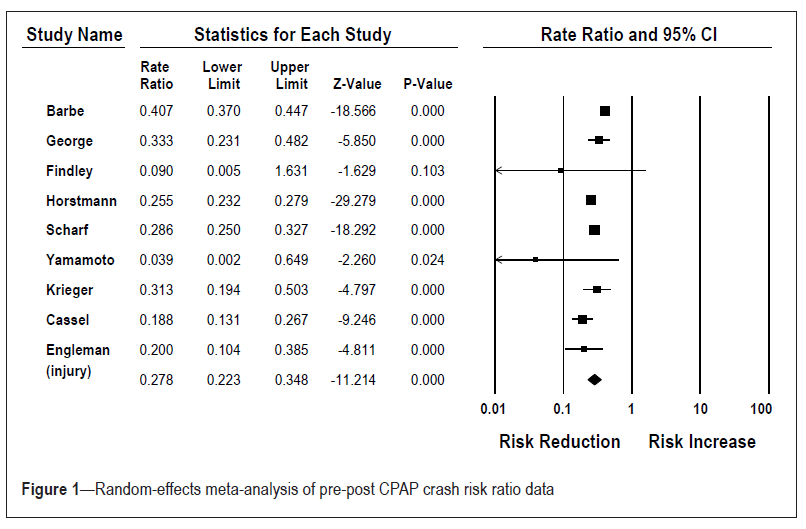 Study Name Statistics for Each Study Rate Ratio and 95% CI
Rate Lower Upper
Ratio Limit Limit Z-Value P-Value
Barbe 0.407 0.370 0.447 -18.566 0.000
George 0.333 0.231 0.482 -5.850 0.000
Findley 0.090 0.005 1.631 -1.629 0.103
Horstmann 0.255 0.232 0.279 -29.279 0.000
Scharf 0.286 0.250 0.327 -18.292 0.000
Yamamoto 0.039 0.002 0.649 -2.260 0.024
Krieger 0.313 0.194 0.503 -4.797 0.000
Cassel 0.188 0.131 0.267 -9.246 0.000
Engleman 0.200 0.104 0.385 -4.811 0.000
(injury)
0.278 0.223 0.348 -11.214 0.000
0.01 0.1 1 10 100
Risk Reduction Risk Increase
Figure 1—Random-effects meta-analysis of pre-post CPAP crash risk ratio data